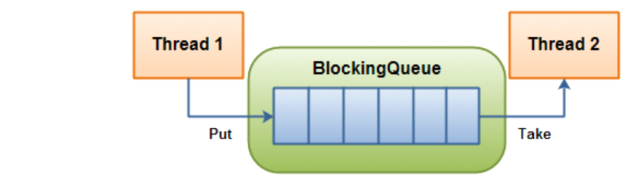 Thread 1
BlockingQueue
Thread 2
Put
Take